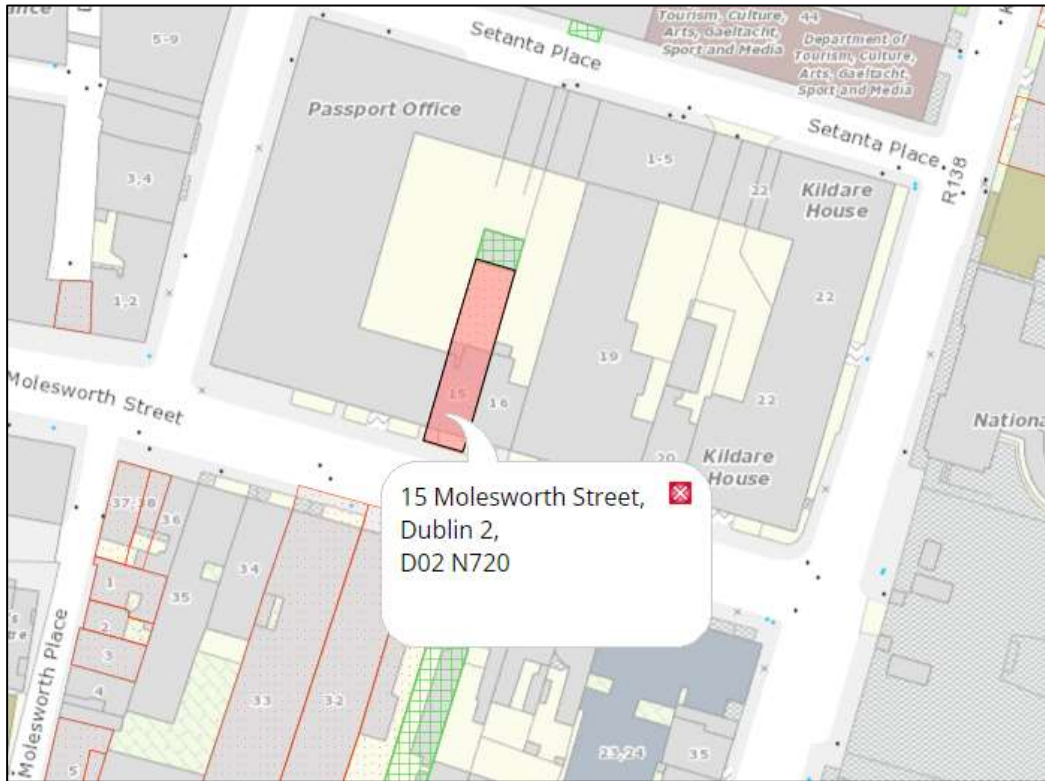 5-9
Setanta Place
Tourism, Culture,
Arts, Gaeltacht,
Sport and Media
44
Department of
Tourism, Culture,
Arts, Gaeltacht,
Sport and Media
Passport Office
Setanta Place
R138
3,4
1-5
22
Kildare
House
1,2
22
19
Molesworth Street
15
16
22
20
Kildare
House
Nationa
15 Molesworth Street,
Dublin 2,
D02 N720
37,38
36
34
1
35
2
3
4
33
32
23,24
35
5
Molesworth Place